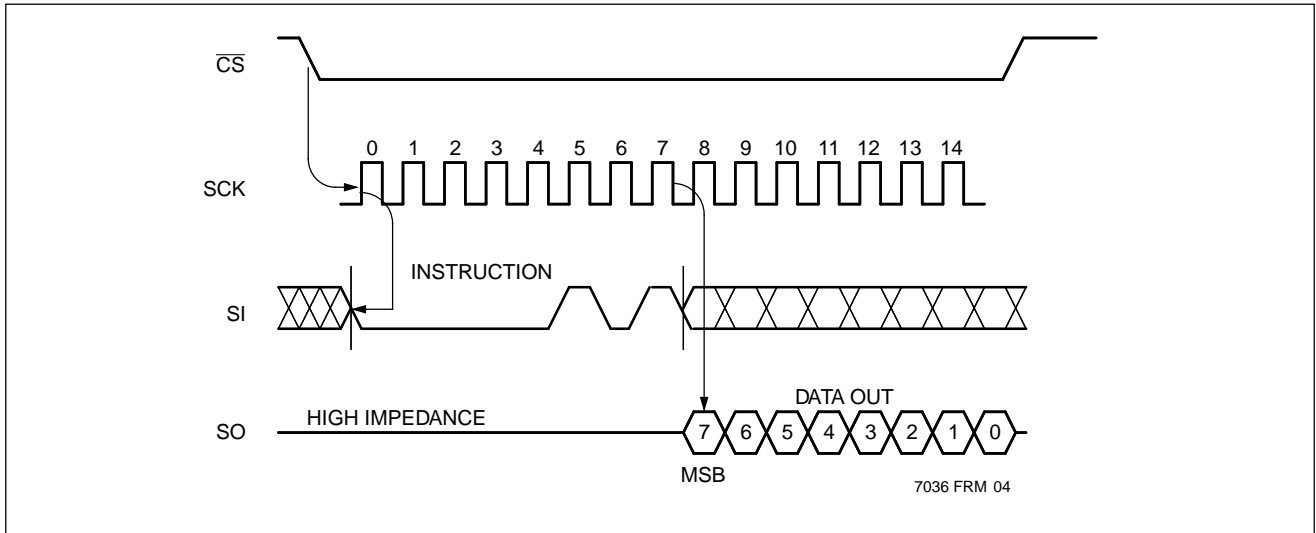 CS
0 1 2 3 4 5 6 7 8 9 10 11 12 13 14
SCK
INSTRUCTION
SI
DATA OUT
HIGH IMPEDANCE
SO
7 6 5 4 3 2 1 0
MSB
7036 FRM 04